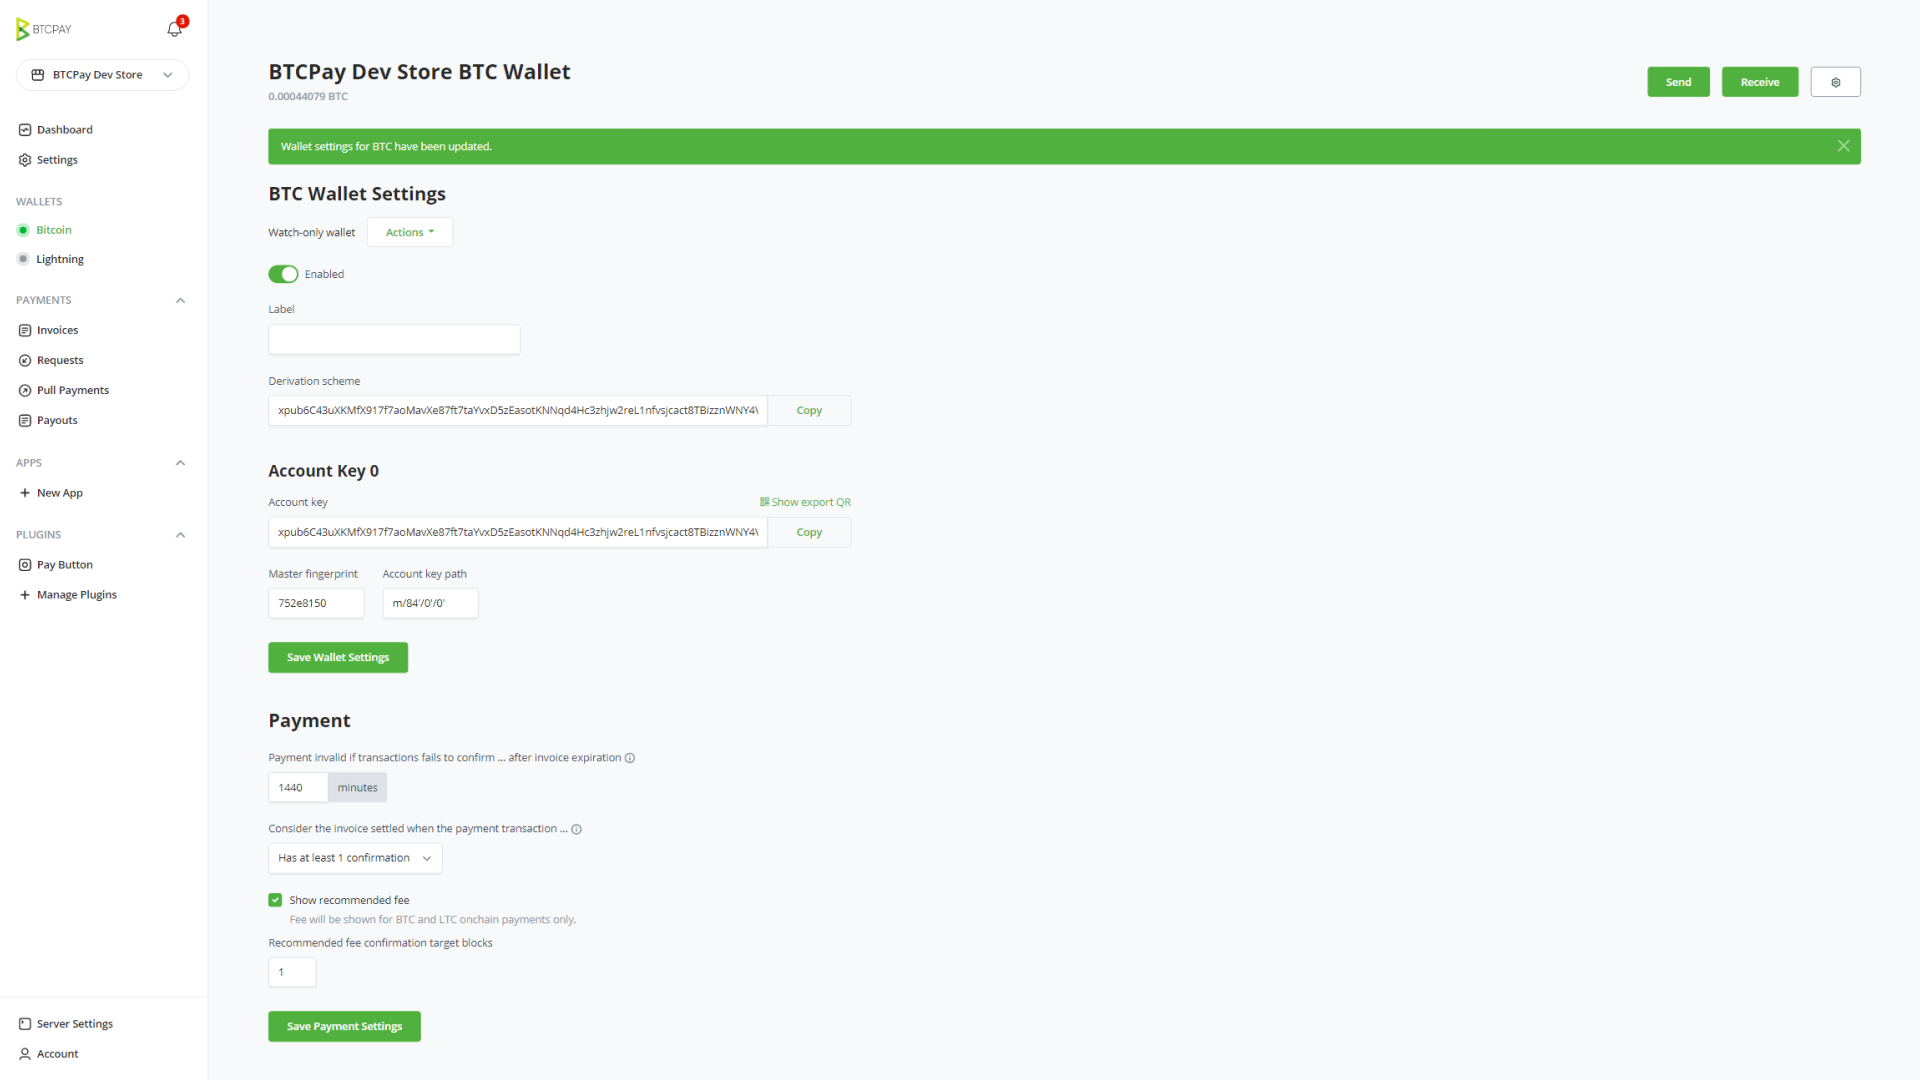 BTCPAY
3
BTCPay Dev Store
Dashboard
Settings
WALLETS
Bitcoin
Lightning
PAYMENTS
Invoices
Requests
Pull Payments
Payouts
APPS
New App
PLUGINS
Pay Button
Manage Plugins
Server Settings
Account
BTCPay Dev Store BTC Wallet
0.00044079 BTC
Send
Receive
Wallet settings for BTC have been updated.
BTC Wallet Settings
Watch-only wallet
Actions
Enabled
Label
Derivation scheme
xpub6C43uXKMfX917f7aoMavXe87ft7taYvxD5zEasotKNNqd4Hc3zhjw2reL1nfvsjcact8TBizznWNY4\
Copy
Account Key 0
Account key
Show export QR
xpub6C43uXKMfX917f7aoMavXe87ft7taYvxD5zEasotKNNqd4Hc3zhjw2reL1nfvsjcact8TBizznWNY4\
Copy
Master fingerprint Account key path
752e8150 m/84'/0'/0'
Save Wallet Settings
Payment
Payment invalid if transactions fails to confirm ... after invoice expiration
1440 minutes
Consider the invoice settled when the payment transaction ...
Has at least 1 confirmation
Show recommended fee
Fee will be shown for BTC and LTC onchain payments only.
Recommended fee confirmation target blocks
1
Save Payment Settings